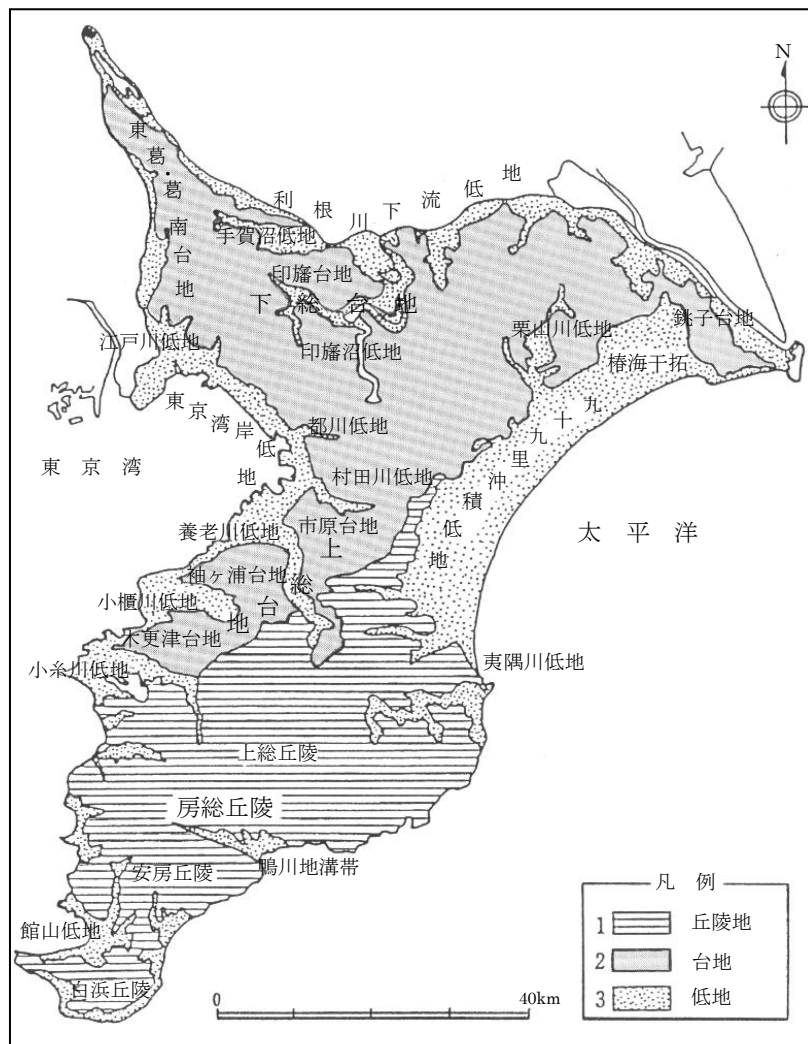 N
東葛・葛南台地
利根川下流低地
手賀沼低地
印旛台地
下総台地
印旛沼低地
栗山川低地
銚子台地
椿海干拓
江戸川低地
東京湾岸低地
都川低地
九十九里沖積低地
東京湾
村田川低地
市原台地
太平洋
養老川低地
上総台地
袖ヶ浦台地
小櫃川低地
木更津台地
小糸川低地
夷隅川低地
上総丘陵
房総丘陵
鴨川地溝帯
安房丘陵
館山低地
白浜丘陵
凡例
1 丘陵地
2 台地
3 低地
0 40km